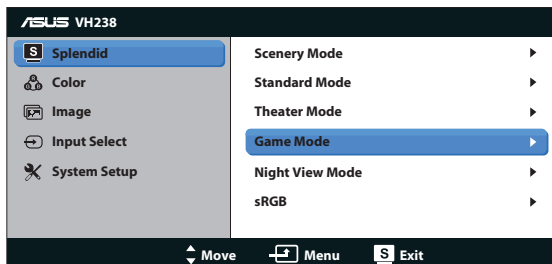 ASUS VH238
S Splendid
Color
Image
Input Select
System Setup
Scenery Mode
Standard Mode
Theater Mode
Game Mode
Night View Mode
sRGB
Move Menu S Exit